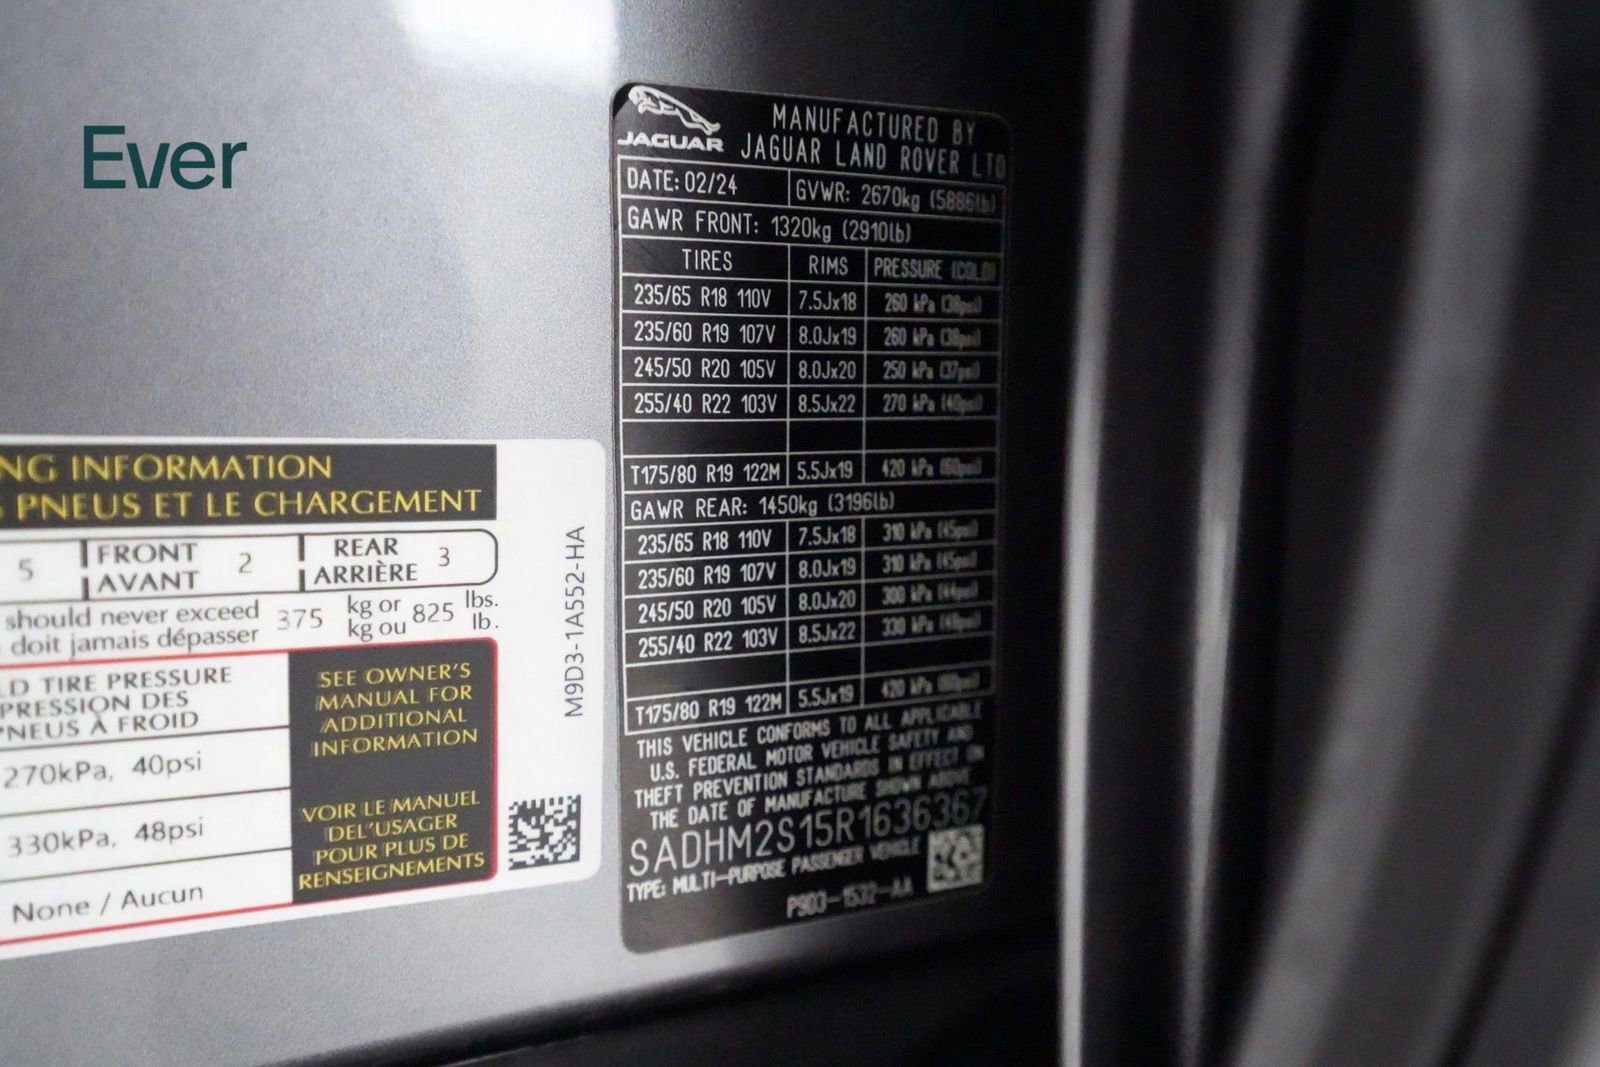 Ever
NG INFORMATION
PNEUS ET LE CHARGEMENT
5 FRONT AVANT 2 REAR ARRIÈRE 3
should never exceed 375 kg or 825 lbs.
doit jamais dépasser kg ou lb.
D TIRE PRESSURE
PRESSION DES
PNEUS À FROID
270kPa, 40psi
330kPa, 48psi
None / Aucun
SEE OWNER'S
MANUAL FOR
ADDITIONAL
INFORMATION
VOIR LE MANUEL
DEL'USAGER
POUR PLUS DE
RENSEIGNEMENTS
M9D3-1A552-HA
JAGUAR
MANUFACTURED BY
JAGUAR LAND ROVER LTD
DATE: 02/24 GVWR: 2670kg (5886lb)
GAWR FRONT: 1320kg (2910lb)
TIRES RIMS PRESSURE (COLD)
235/65 R18 110V 7.5Jx18 260 kPa (38psi)
235/60 R19 107V 8.0Jx19 260 kPa (38psi)
245/50 R20 105V 8.0Jx20 250 kPa (37psi)
255/40 R22 103V 8.5Jx22 270 kPa (40psi)
T175/80 R19 122M 5.5Jx19 420 kPa (60psi)
GAWR REAR: 1450kg (3196lb)
235/65 R18 110V 7.5Jx18 310 kPa (45psi)
235/60 R19 107V 8.0Jx19 310 kPa (45psi)
245/50 R20 105V 8.0Jx20 300 kPa (44psi)
255/40 R22 103V 8.5Jx22 330 kPa (48psi)
T175/80 R19 122M 5.5Jx19 420 kPa (60psi)
THIS VEHICLE CONFORMS TO ALL APPLICABLE
U.S. FEDERAL MOTOR VEHICLE SAFETY AND
THEFT PREVENTION STANDARDS IN EFFECT ON
THE DATE OF MANUFACTURE SHOWN ABOVE
SADHM2S15R1636367
TYPE: MULTI-PURPOSE PASSENGER VEHICLE
P9D3-1532-AA